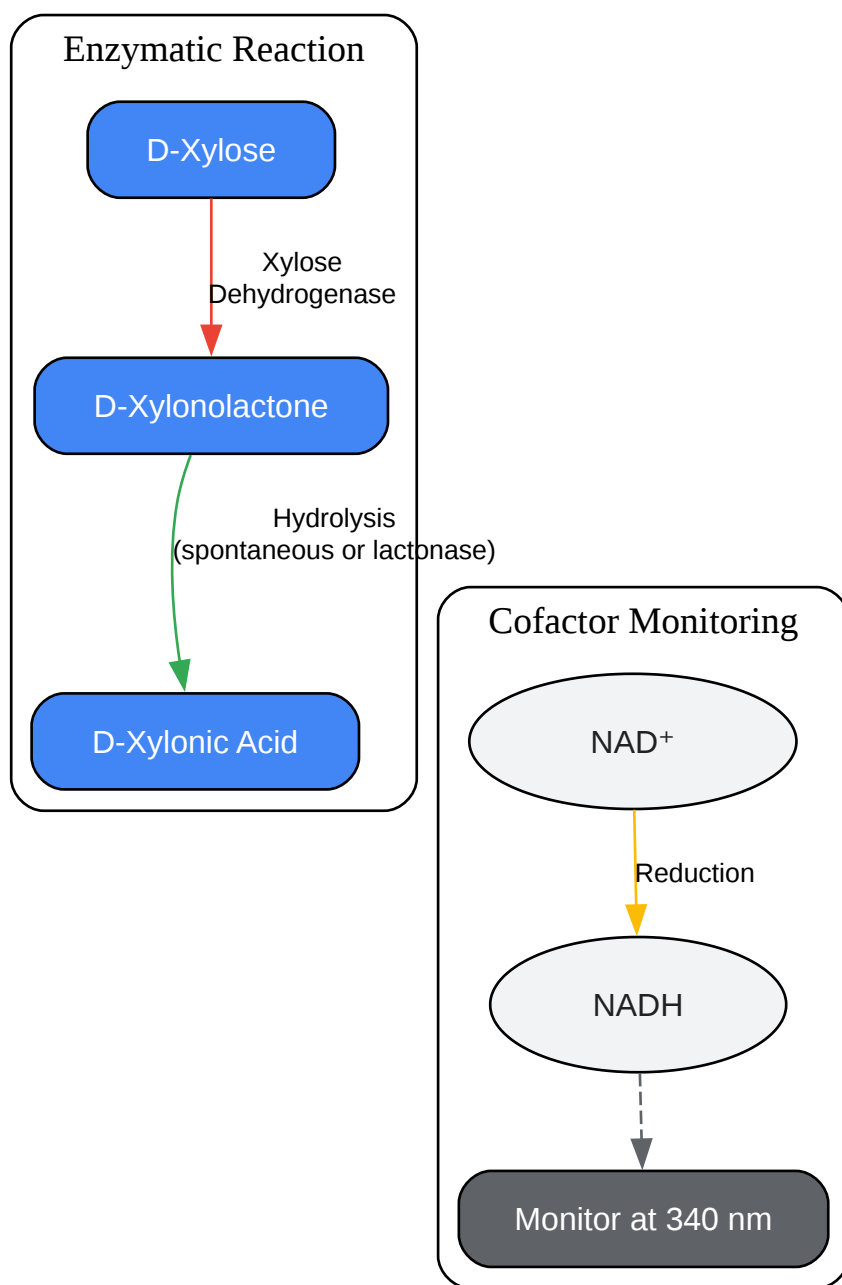 Enzymatic Reaction
D-Xylose
Xylose
Dehydrogenase
D-Xylonolactone
Hydrolysis
(spontaneous or lactonase)
D-Xylonic Acid
Cofactor Monitoring
NAD⁺
Reduction
NADH
Monitor at 340 nm